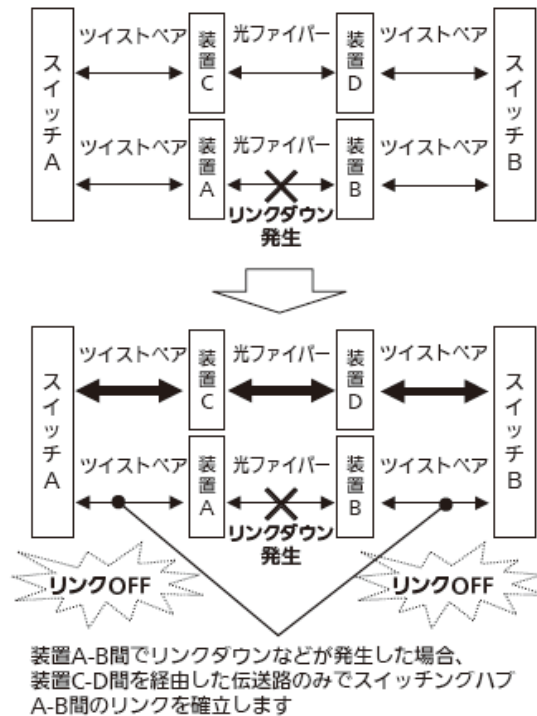 ツイストペア 光ファイバー ツイストペア
スイッチA
装置C
装置D
スイッチB
ツイストペア 光ファイバー ツイストペア
装置A
装置B
リンクダウン
発生
ツイストペア 光ファイバー ツイストペア
スイッチA
装置C
装置D
スイッチB
ツイストペア 光ファイバー ツイストペア
装置A
装置B
リンクダウン
発生
リンクOFF リンクOFF
装置A-B間でリンクダウンなどが発生した場合、
装置C-D間を経由した伝送路のみでスイッチングハブ
A-B間のリンクを確立します